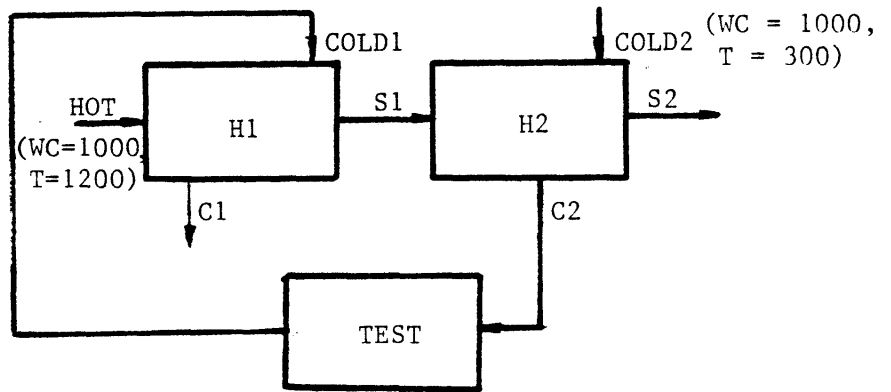 COLD1
COLD2
(WC = 1000,
T = 300)
HOT
(WC=1000,
T=1200)
H1
S1
H2
S2
C1
C2
TEST